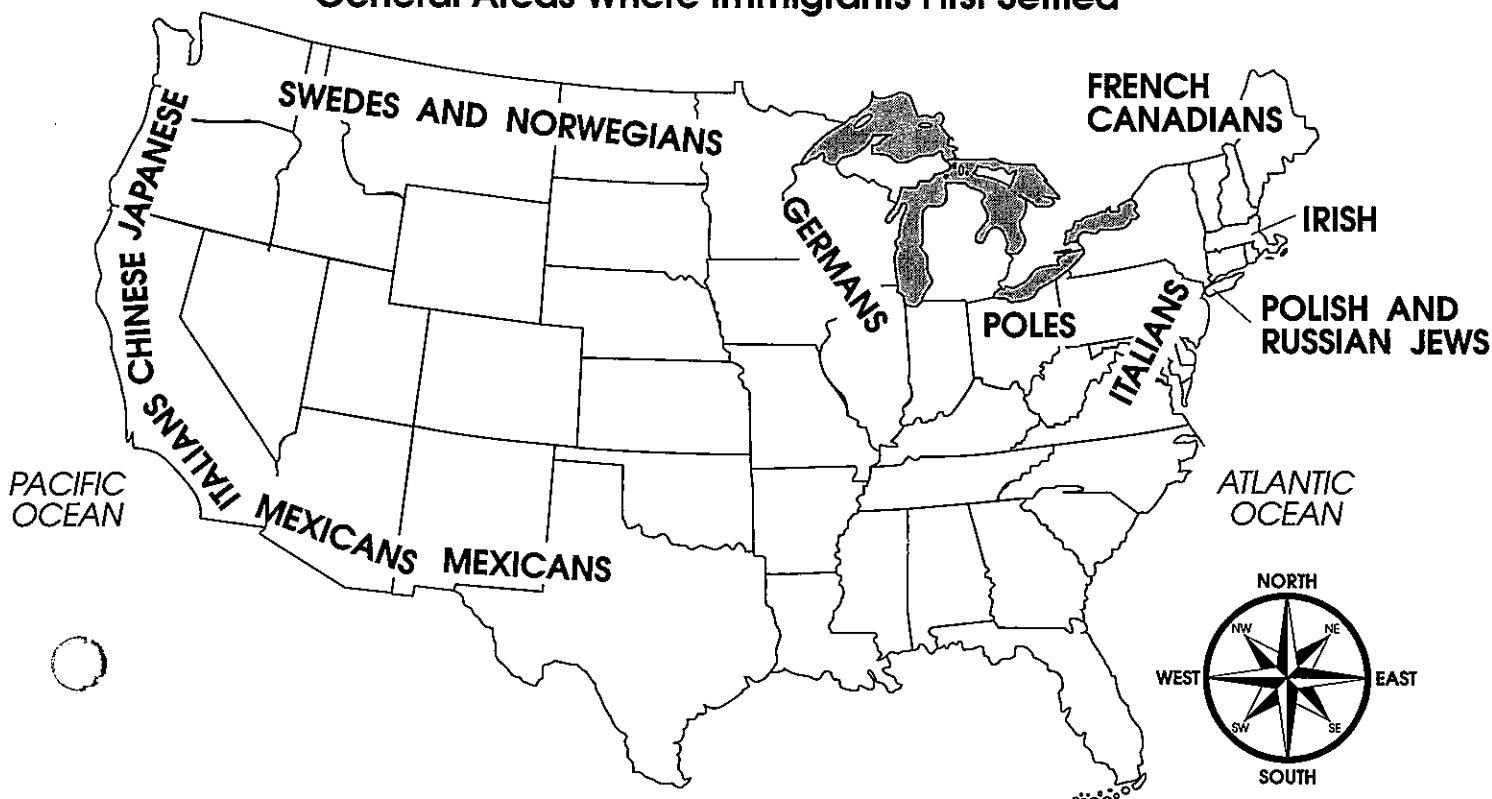 General Areas Where Immigrants First Settled
FRENCH
CANADIANS
SWEDES AND NORWEGIANS
JAPANESE
CHINESE
ITALIANS
MEXICANS
MEXICANS
GERMANS
POLES
ITALIANS
IRISH
POLISH AND
RUSSIAN JEWS
PACIFIC
OCEAN
ATLANTIC
OCEAN
NORTH
NW
NE
WEST
EAST
SW
SE
SOUTH